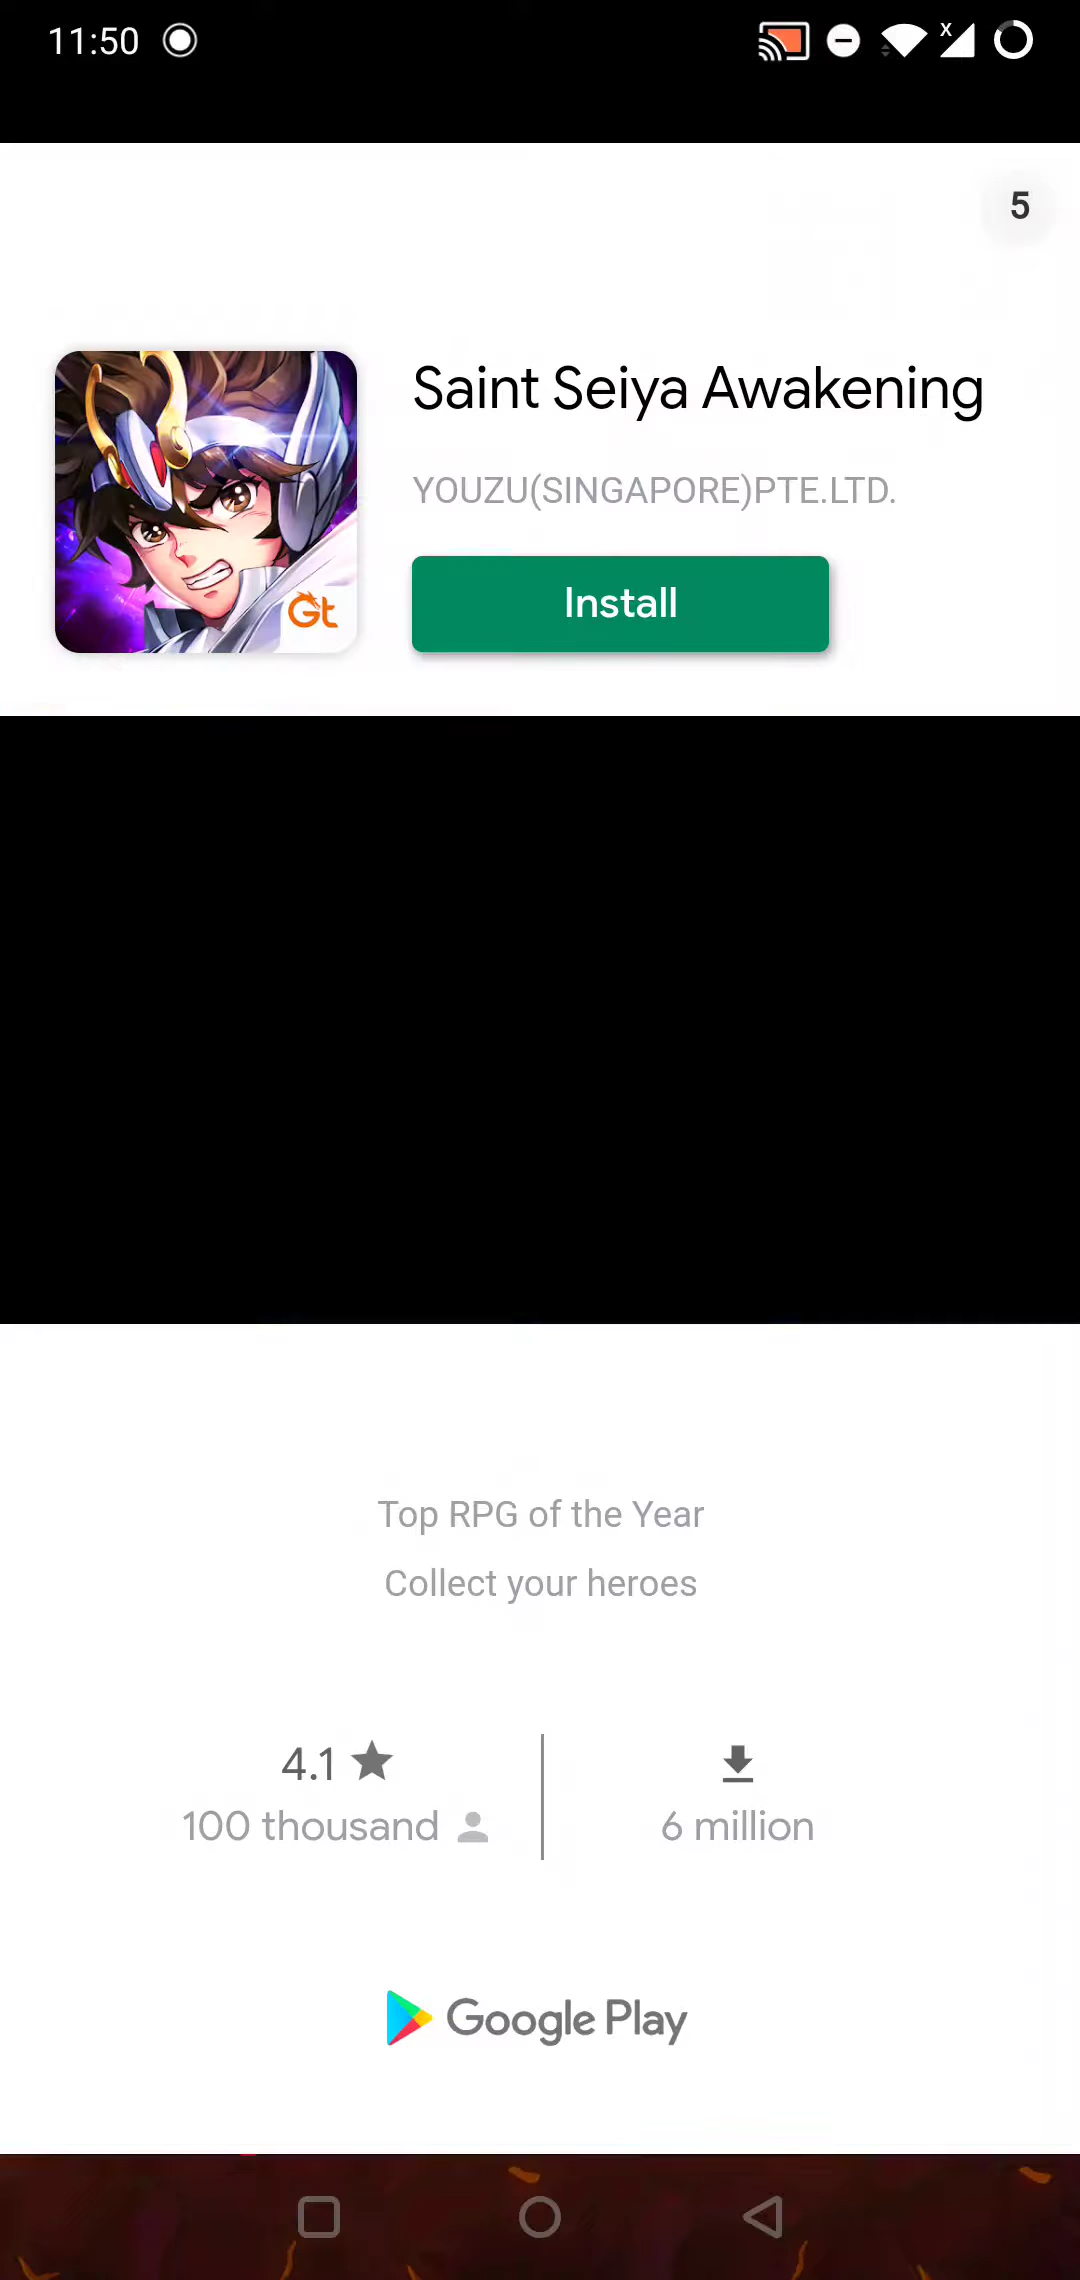 11:50
5
Saint Seiya Awakening
YOUZU(SINGAPORE)PTE.LTD.
Install
Gt
Top RPG of the Year
Collect your heroes
4.1
100 thousand
6 million
Google Play